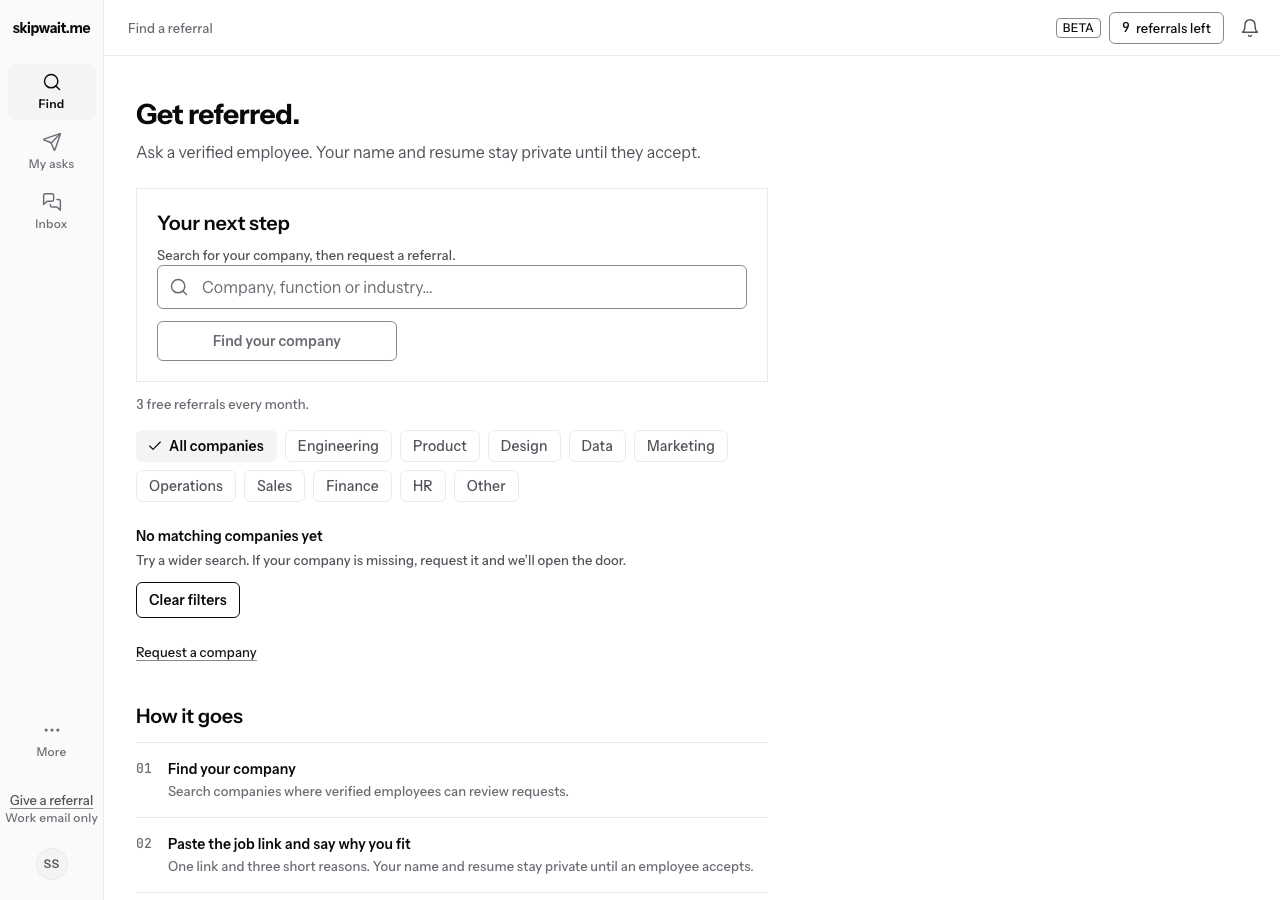 skipwait.me
Find a referral
BETA
9 referrals left
Find
My asks
Inbox
Get referred.
Ask a verified employee. Your name and resume stay private until they accept.
Your next step
Search for your company, then request a referral.
Company, function or industry...
Find your company
3 free referrals every month.
All companies Engineering Product Design Data Marketing
Operations Sales Finance HR Other
No matching companies yet
Try a wider search. If your company is missing, request it and we'll open the door.
Clear filters
Request a company
How it goes
01 Find your company
Search companies where verified employees can review requests.
02 Paste the job link and say why you fit
One link and three short reasons. Your name and resume stay private until an employee accepts.
More
Give a referral
Work email only
SS